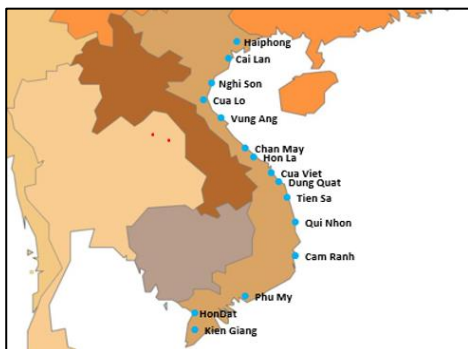 Haiphong
Cai Lan
Nghi Son
Cua Lo
Vung Ang
Chan May
Hon La
Cua Viet
Dung Quat
Tien Sa
Qui Nhon
Cam Ranh
Phu My
HonDat
Kien Giang